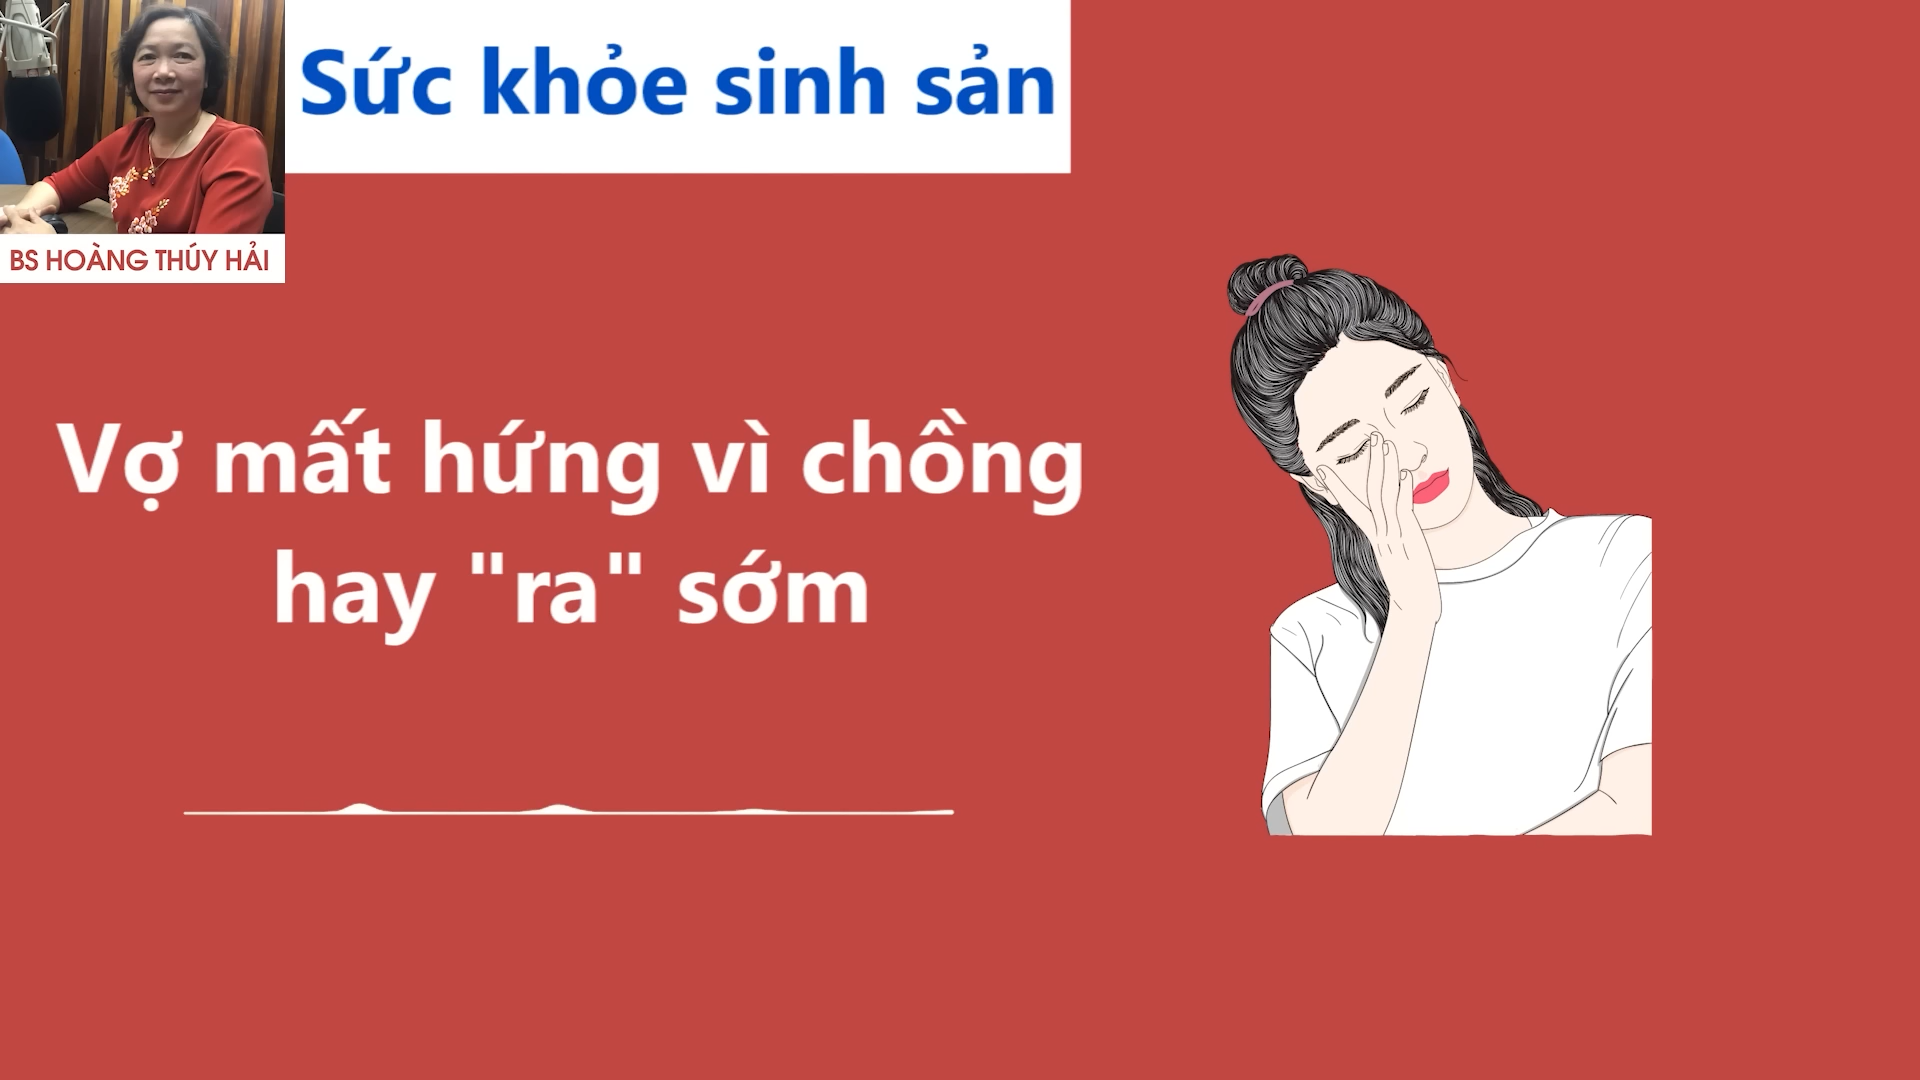 Sức khỏe sinh sản
BS HOÀNG THÚY HẢI
Vợ mất hứng vì chồng
hay "ra" sớm